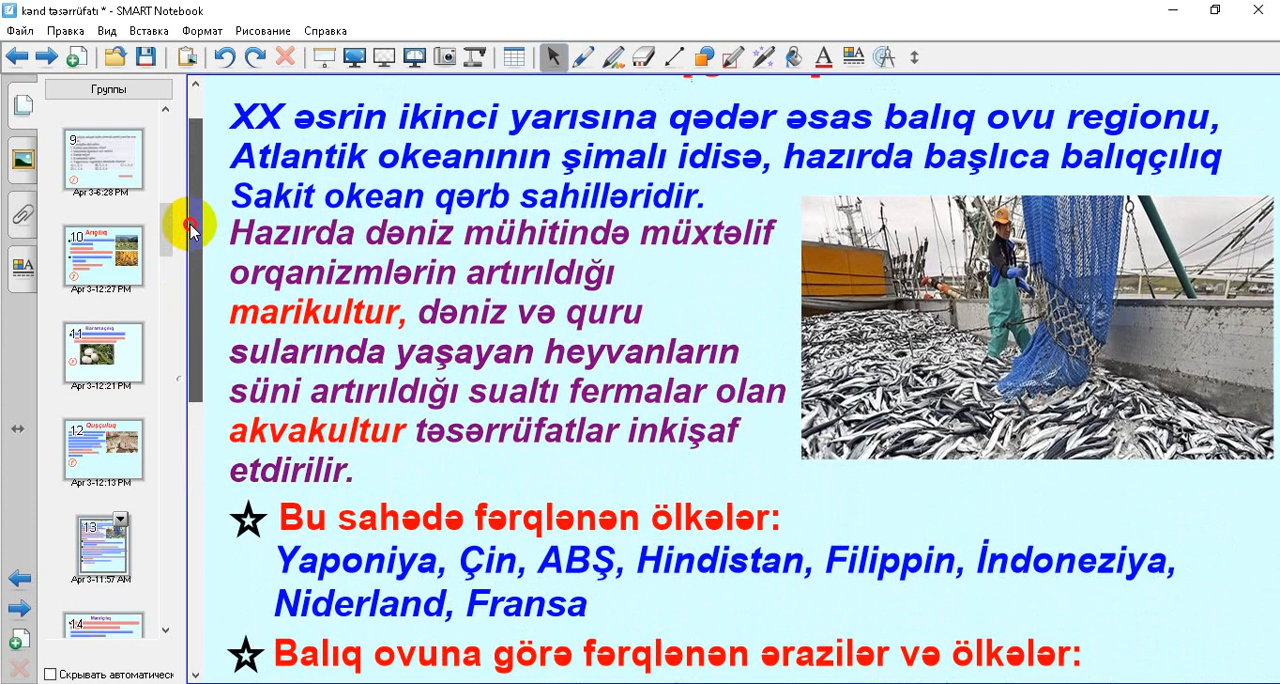 kənd təsərrüfatı * - SMART Notebook
Файл Правка Вид Вставка Формат Рисование Справка
Группы
9
Apr 3-6:28 PM
10 Arıçılıq
Apr 3-12:27 PM
11 Baramaçılıq
Apr 3-12:21 PM
12 Quşçuluq
Apr 3-12:13 PM
13
Apr 3-11:57 AM
14
Скрывать автоматическ
XX əsrin ikinci yarısına qədər əsas balıq ovu regionu,
Atlantik okeanının şimalı idisə, hazırda başlıca balıqçılıq
Sakit okean qərb sahilləridir.
Hazırda dəniz mühitində müxtəlif
orqanizmlərin artırıldığı
marikultur, dəniz və quru
sularında yaşayan heyvanların
süni artırıldığı sualtı fermalar olan
akvakultur təsərrüfatlar inkişaf
etdirilir.
Bu sahədə fərqlənən ölkələr:
Yaponiya, Çin, ABŞ, Hindistan, Filippin, İndoneziya,
Niderland, Fransa
Balıq ovuna görə fərqlənən ərazilər və ölkələr: